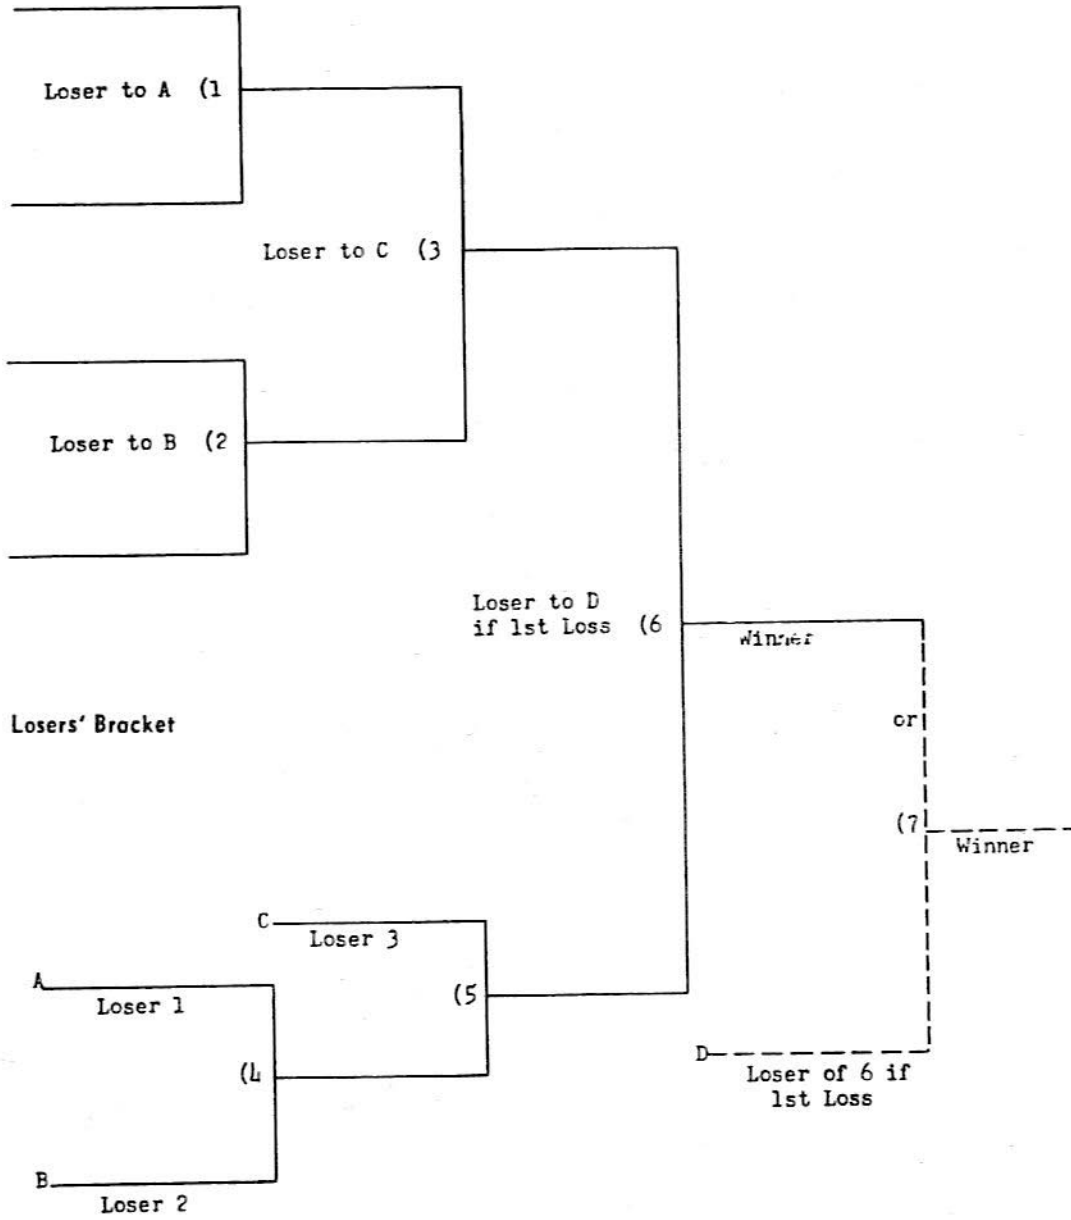 Loser to A (1
Loser to C (3
Loser to B (2
Loser to D
if 1st Loss (6
Winner
Losers' Bracket
or
(7
Winner
C
Loser 3
A
Loser 1
(5
(4
D
Loser of 6 if
1st Loss
B
Loser 2